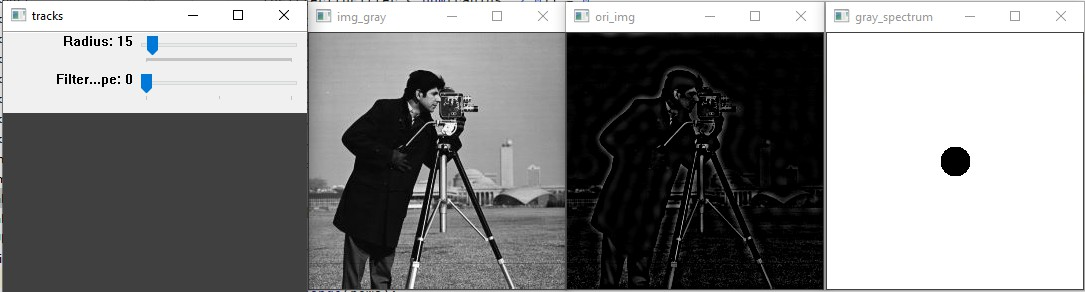 tracks
Radius: 15
Filter...pe: 0
img_gray
ori_img
gray_spectrum